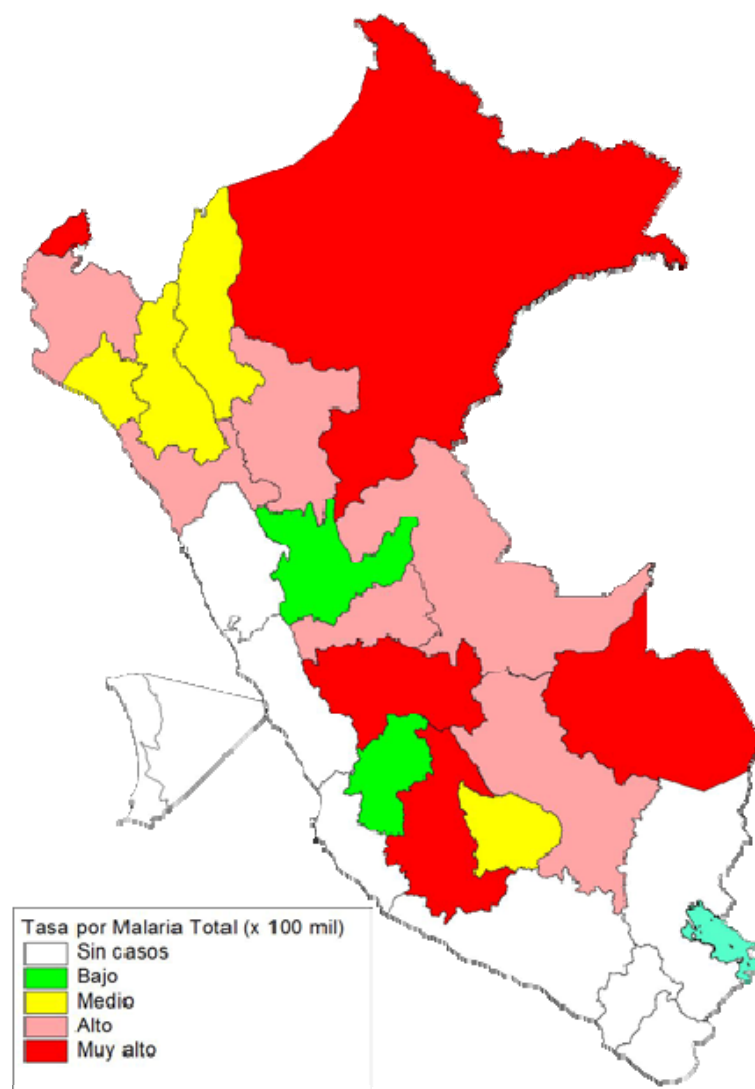 Tasa por Malaria Total (x 100 mil)
Sin casos
Bajo
Medio
Alto
Muy alto